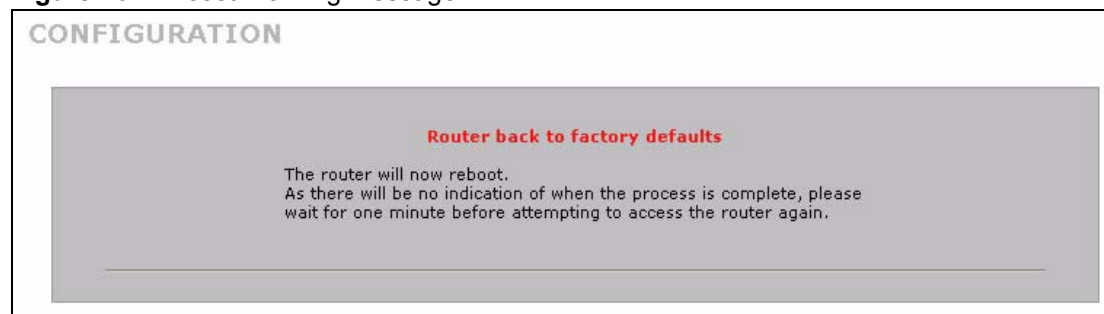 CONFIGURATION
Router back to factory defaults
The router will now reboot.
As there will be no indication of when the process is complete, please
wait for one minute before attempting to access the router again.